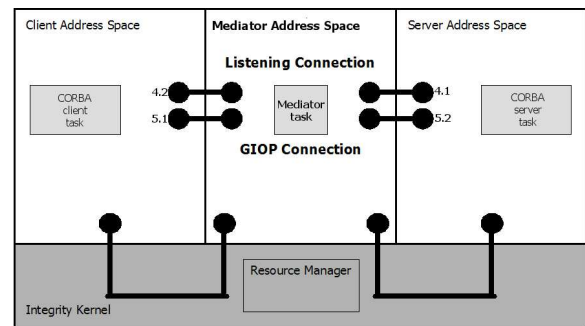 Client Address Space
Mediator Address Space
Server Address Space
Listening Connection
4.2
4.1
CORBA
client
task
Mediator
task
CORBA
server
task
5.1
5.2
GIOP Connection
Resource Manager
Integrity Kernel